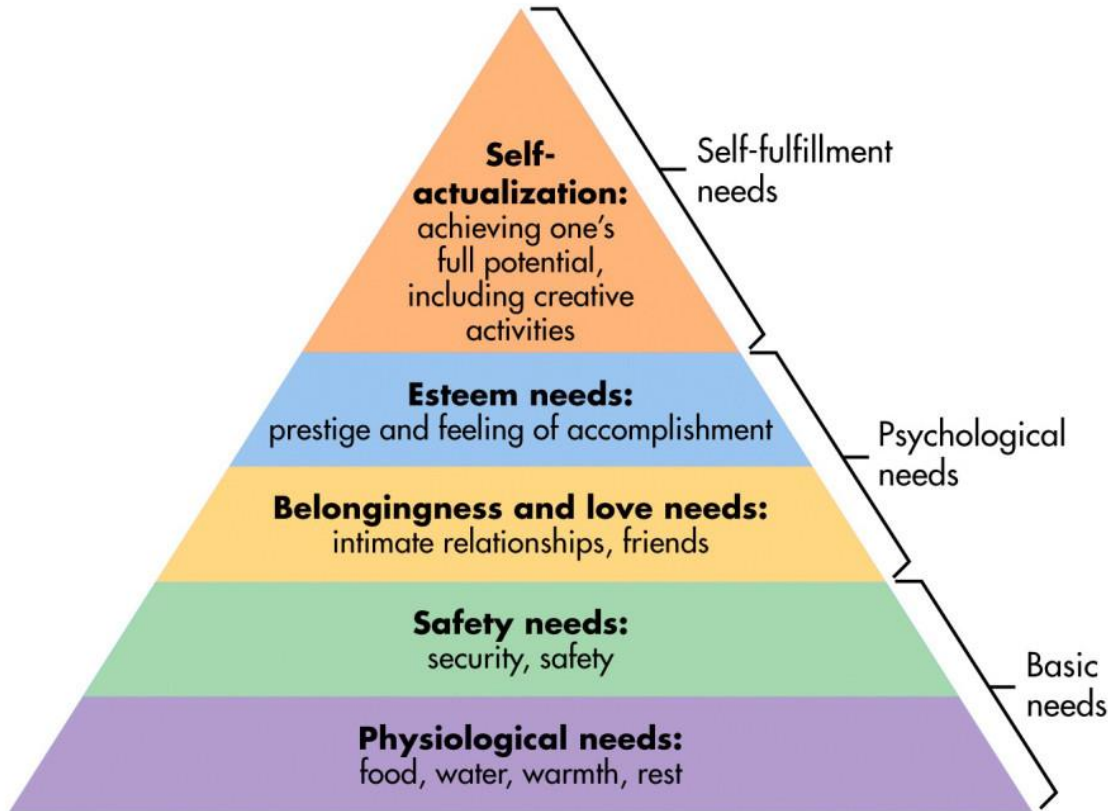 Self-
actualization:
achieving one's
full potential,
including creative
activities
Self-fulfillment
needs
Esteem needs:
prestige and feeling of accomplishment
Psychological
needs
Belongingness and love needs:
intimate relationships, friends
Safety needs:
security, safety
Basic
needs
Physiological needs:
food, water, warmth, rest